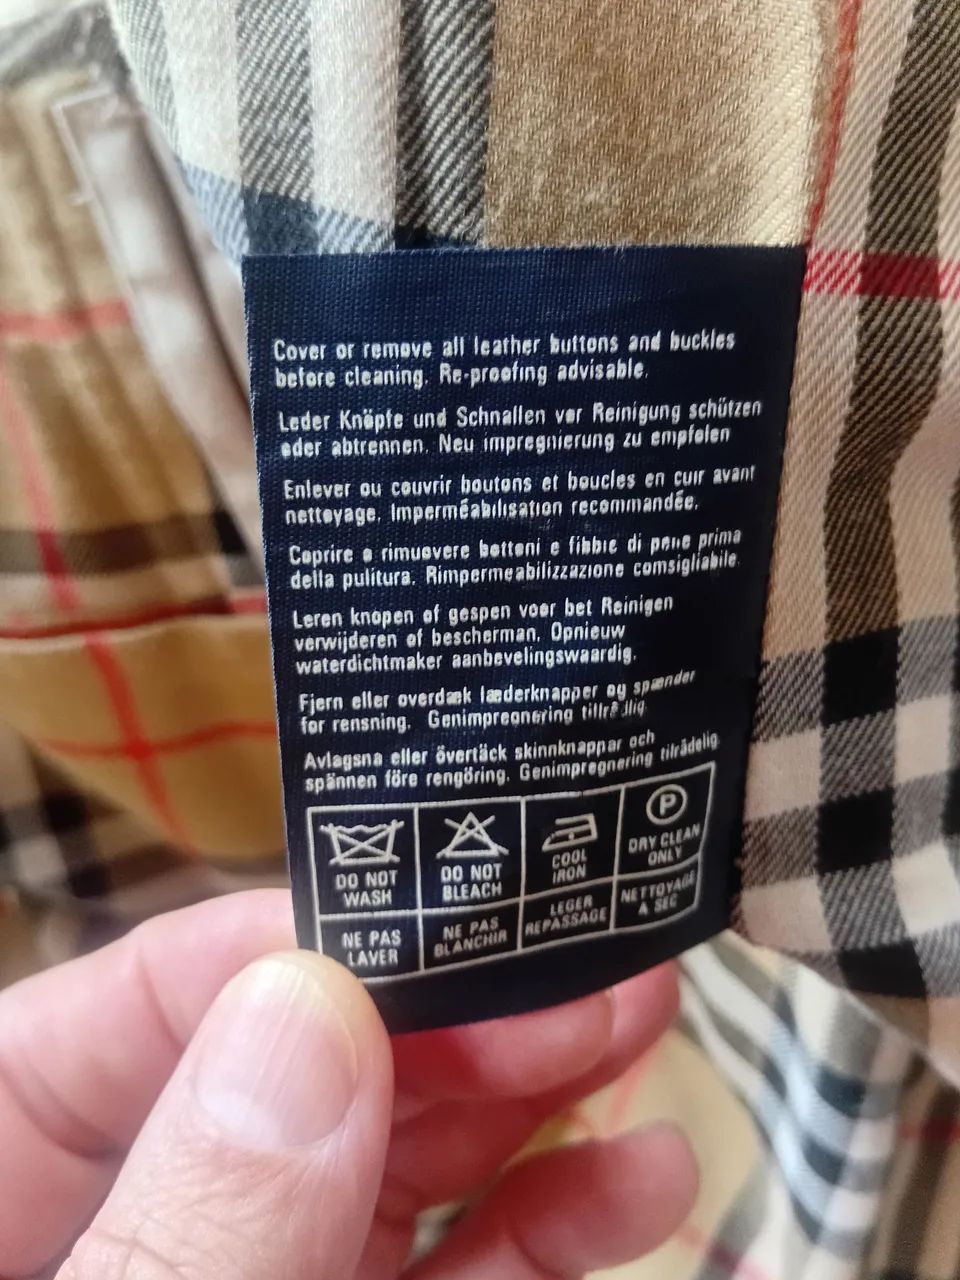 Cover or remove all leather buttons and buckles
before cleaning. Re-proofing advisable.
Leder Knöpfe und Schnallen vor Reinigung schützen
oder abtrennen. Neu impregnierung zu empfelen
Enlever ou couvrir boutons et boucles en cuir avant
nettoyage. Imperméabilisation recommandée.
Coprire o rimuovere bottoni e fibbie di pene prima
della pulitura. Rimpermeabilizzazione comsigliabile.
Leren knopen of gespen voor bet Reinigen
verwijderen of bescherman. Opnieuw
waterdichtmaker aanbevelingswaardig.
Fjern eller overdæk læderknapper og spænder
for rensning. Genimpregnering tilrådlig
Avlagsna eller övertäck skinnknappar och
spännen före rengöring. Genimpregnering tilrådelig
DO NOT
WASH
DO NOT
BLEACH
COOL
IRON
P
DRY CLEAN
ONLY
NE PAS
LAVER
NE PAS
BLANCHIR
LEGER
REPASSAGE
NETTOYAGE
A SEC